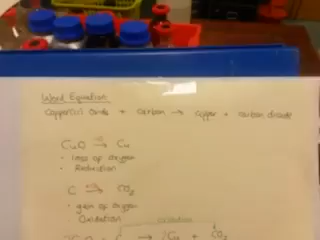 Word Equation
Copper(II) Oxide + carbon → copper + carbon dioxide
CuO → Cu
• loss of oxygen
• Reduction
C → CO2
• gain of oxygen
• Oxidation
→ Cu + CO2